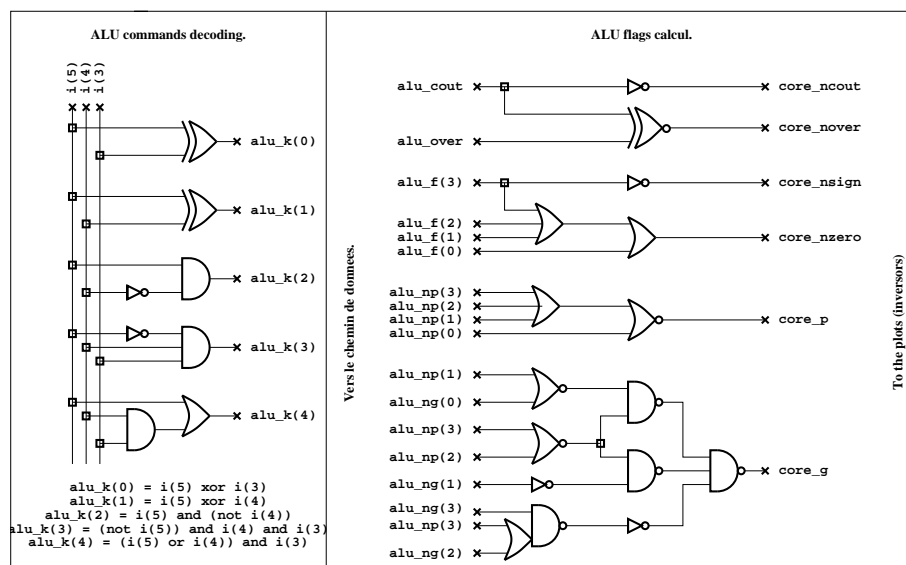 ALU commands decoding.
i(5)
i(4)
i(3)
alu_k(0)
alu_k(1)
alu_k(2)
alu_k(3)
alu_k(4)
alu_k(0) = i(5) xor i(3)
alu_k(1) = i(5) xor i(4)
alu_k(2) = i(5) and (not i(4))
alu_k(3) = (not i(5)) and i(4) and i(3)
alu_k(4) = (i(5) or i(4)) and i(3)
Vers le chemin de donnees.
ALU flags calcul.
alu_cout
core_ncout
core_nover
alu_over
alu_f(3)
core_nsign
alu_f(2)
alu_f(1)
core_nzero
alu_f(0)
alu_np(3)
alu_np(2)
alu_np(1)
core_p
alu_np(0)
alu_np(1)
alu_ng(0)
alu_np(3)
alu_np(2)
core_g
alu_ng(1)
alu_ng(3)
alu_np(3)
alu_ng(2)
To the plots (inversors)